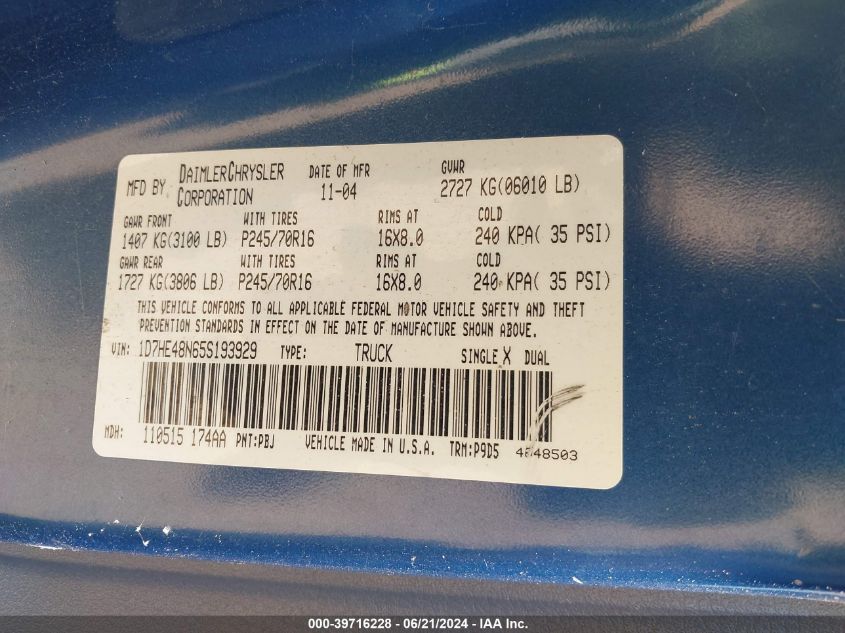 MFD BY DAIMLERCHRYSLER CORPORATION DATE OF MFR 11-04 GVWR 2727 KG(06010 LB)
GAWR FRONT WITH TIRES RIMS AT COLD
1407 KG(3100 LB) P245/70R16 16X8.0 240 KPA( 35 PSI)
GAWR REAR WITH TIRES RIMS AT COLD
1727 KG(3806 LB) P245/70R16 16X8.0 240 KPA( 35 PSI)
THIS VEHICLE CONFORMS TO ALL APPLICABLE FEDERAL MOTOR VEHICLE SAFETY AND THEFT
PREVENTION STANDARDS IN EFFECT ON THE DATE OF MANUFACTURE SHOWN ABOVE.
VIN: 1D7HE48N65S193929 TYPE: TRUCK SINGLE X DUAL
MDH: 110515 174AA PNT:PBJ VEHICLE MADE IN U.S.A. TRM:P9D5 4648503
000-39716228 - 06/21/2024 - IAA Inc.